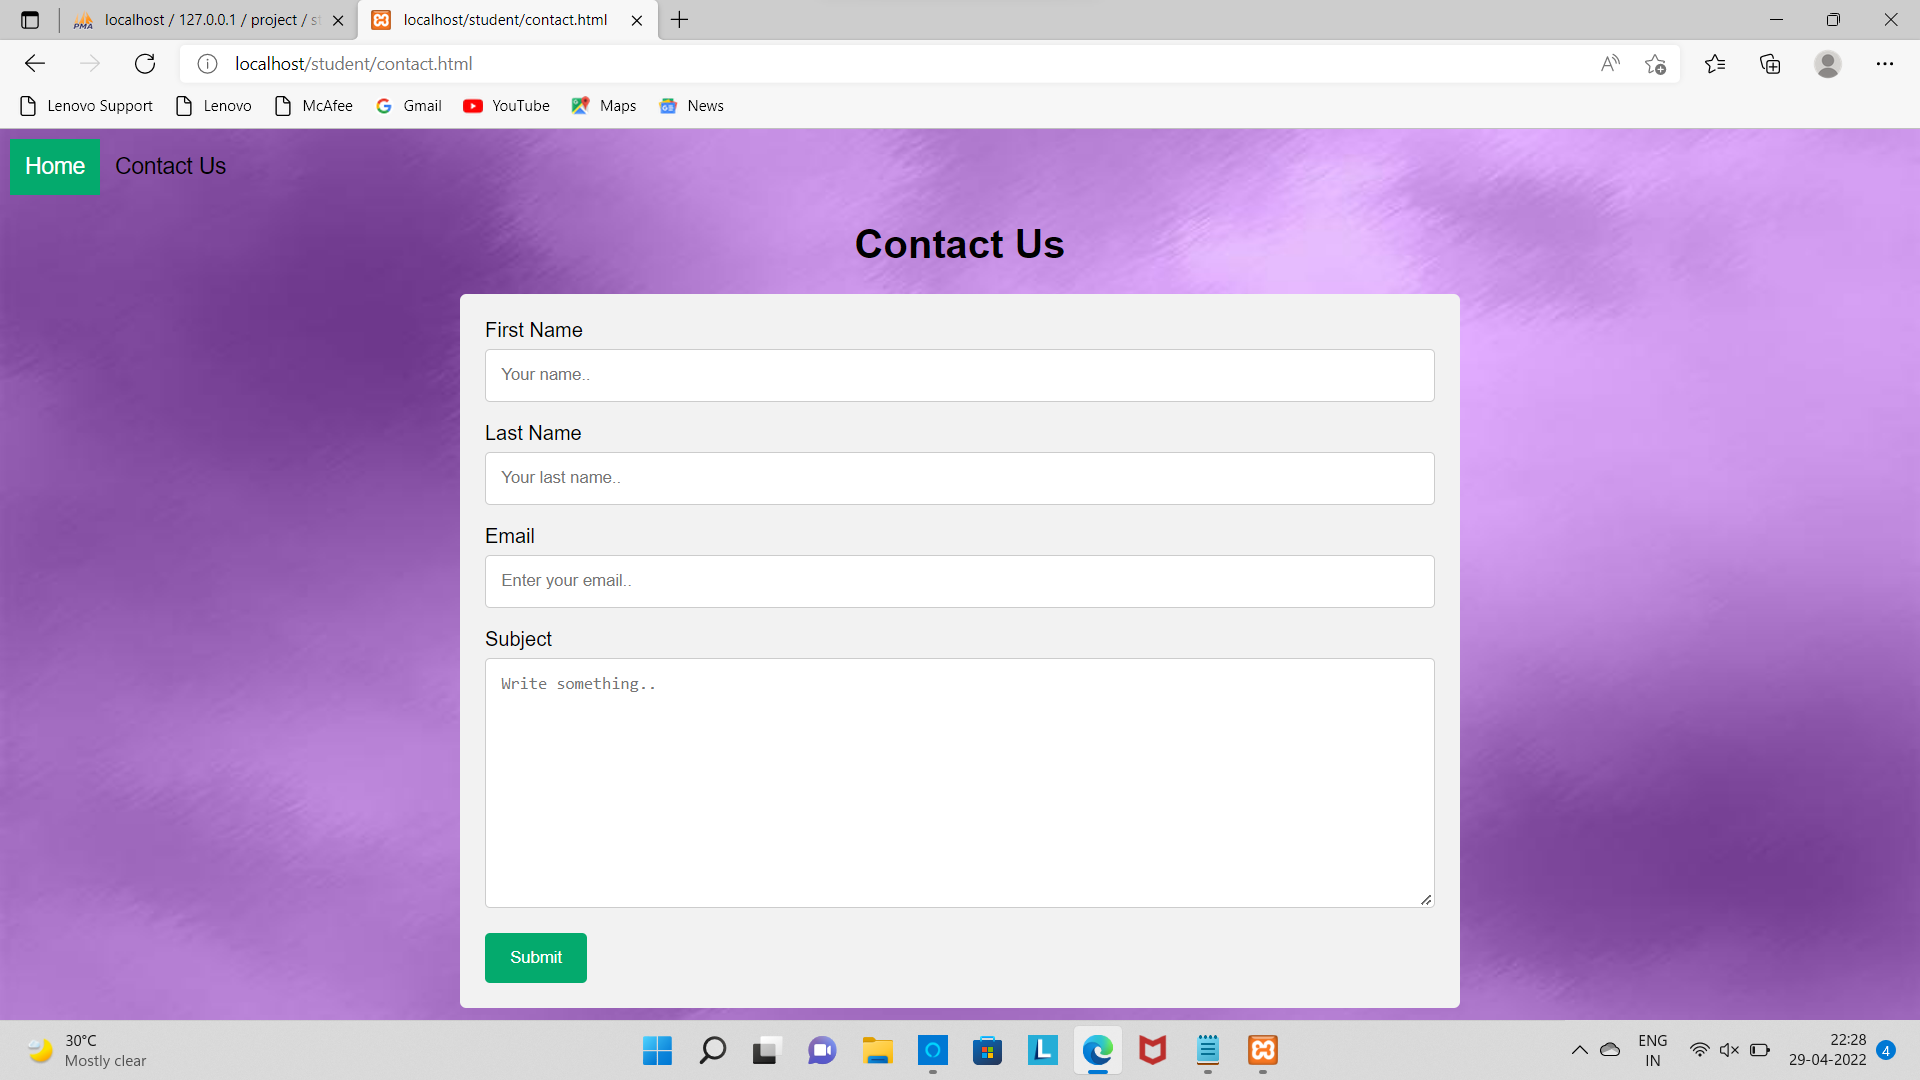 localhost / 127.0.0.1 / project / s
localhost/student/contact.html
localhost/student/contact.html
Lenovo Support
Lenovo
McAfee
Gmail
YouTube
Maps
News
Home
Contact Us
Contact Us
First Name
Your name..
Last Name
Your last name..
Email
Enter your email..
Subject
Write something..
Submit
30°C
Mostly clear
ENG
IN
22:28
29-04-2022
4